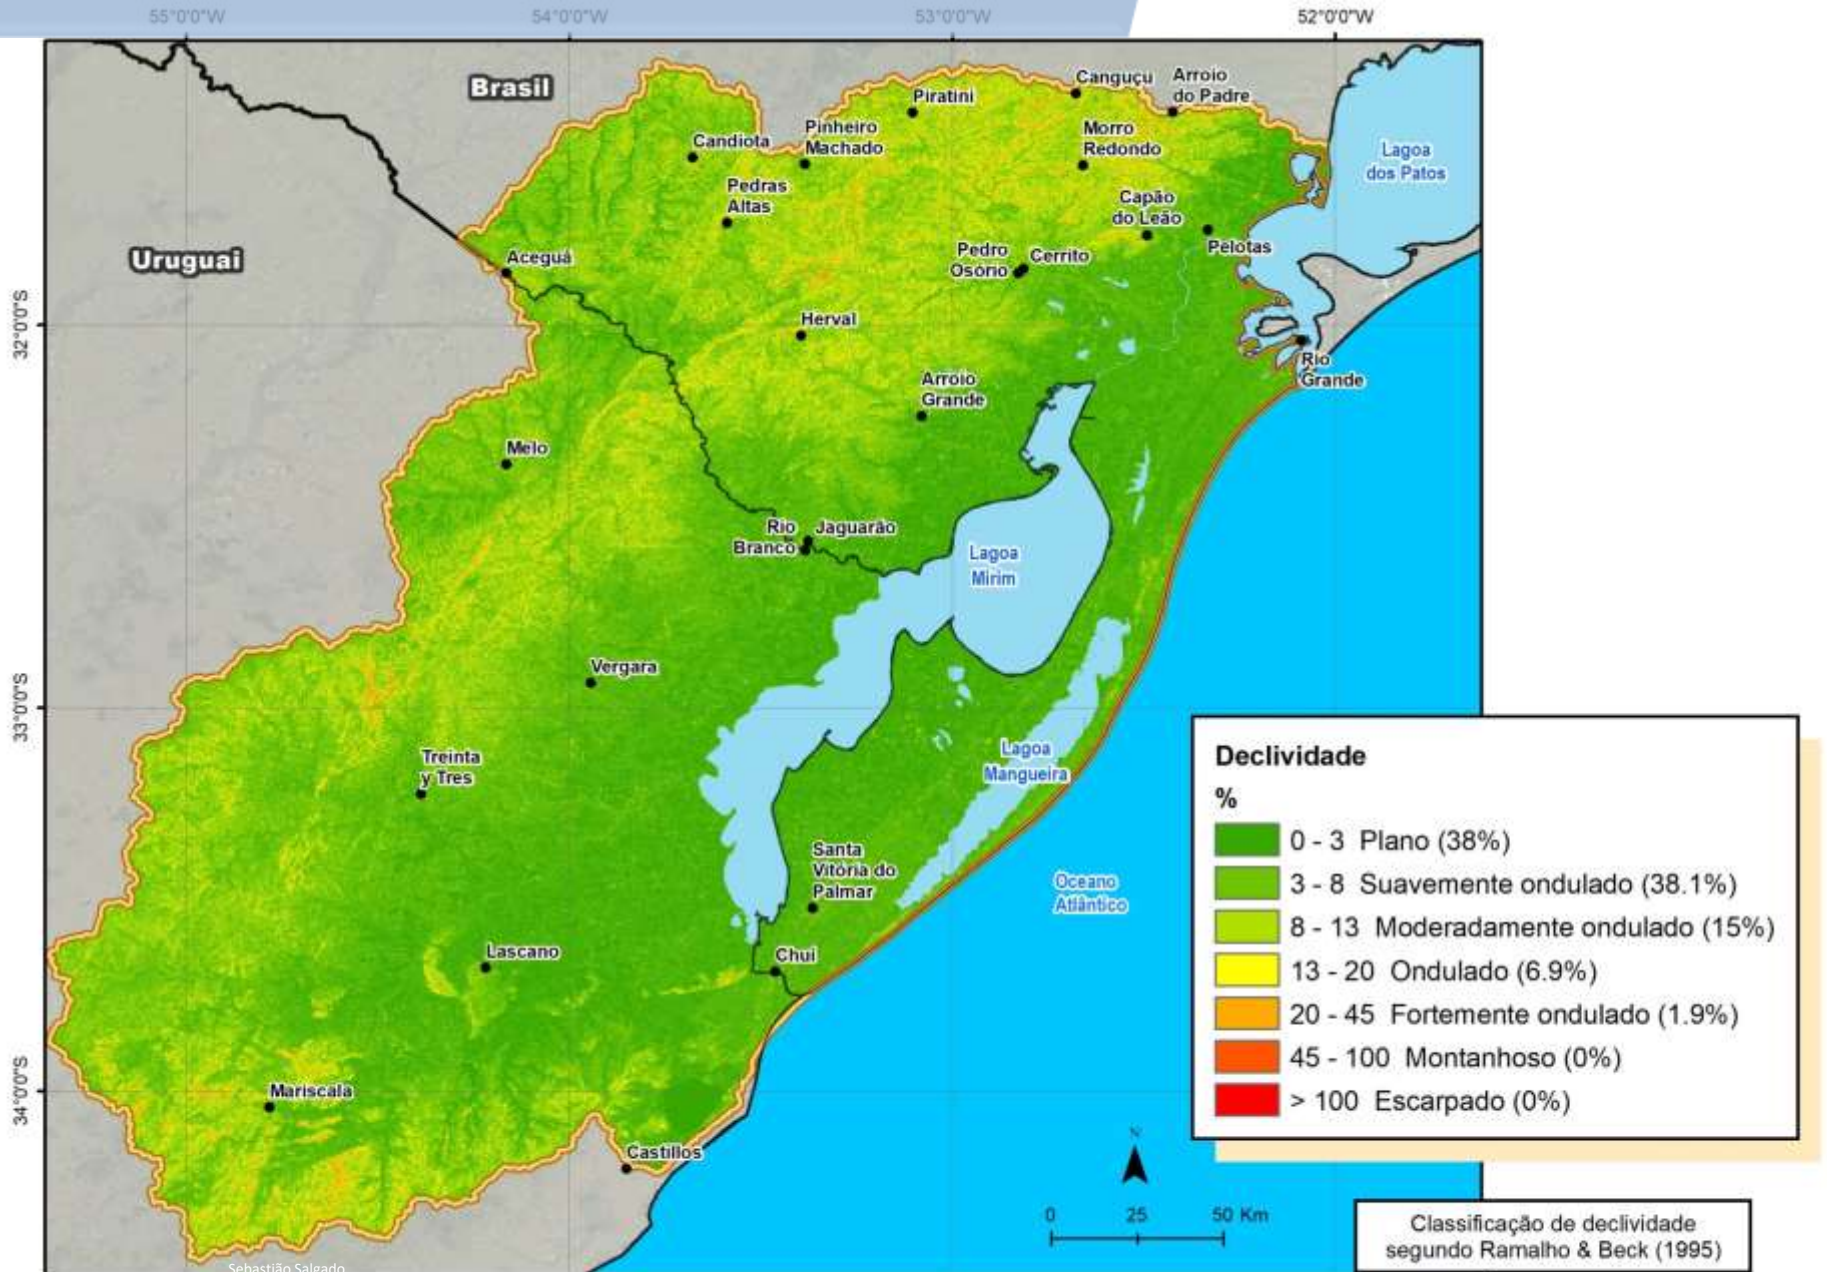 55°0'0"W
54°0'0"W
53°0'0"W
52°0'0"W
Brasil
Uruguai
Canguçu
Arroio
do Padre
Piratini
Pinheiro
Machado
Morro
Redondo
Candiota
Lagoa
dos Patos
Pedras
Altas
Capão
do Leão
Pelotas
Aceguá
Pedro
Osório
Cerrito
32°0'0"S
Herval
Rio
Grande
Arroio
Grande
Melo
Rio
Branco
Jaguarão
Lagoa
Mirim
Vergara
33°0'0"S
Treinta
y Tres
Lagoa
Mangueira
Santa
Vitória do
Palmar
Oceano
Atlântico
Lascano
Chui
34°0'0"S
Mariscala
Castillos
Declividade
%
0 - 3 Plano (38%)
3 - 8 Suavemente ondulado (38.1%)
8 - 13 Moderadamente ondulado (15%)
13 - 20 Ondulado (6.9%)
20 - 45 Fortemente ondulado (1.9%)
45 - 100 Montanhoso (0%)
> 100 Escarpado (0%)
N
0 25 50 Km
Classificação de declividade
segundo Ramalho & Beck (1995)
Sebastião Salgado